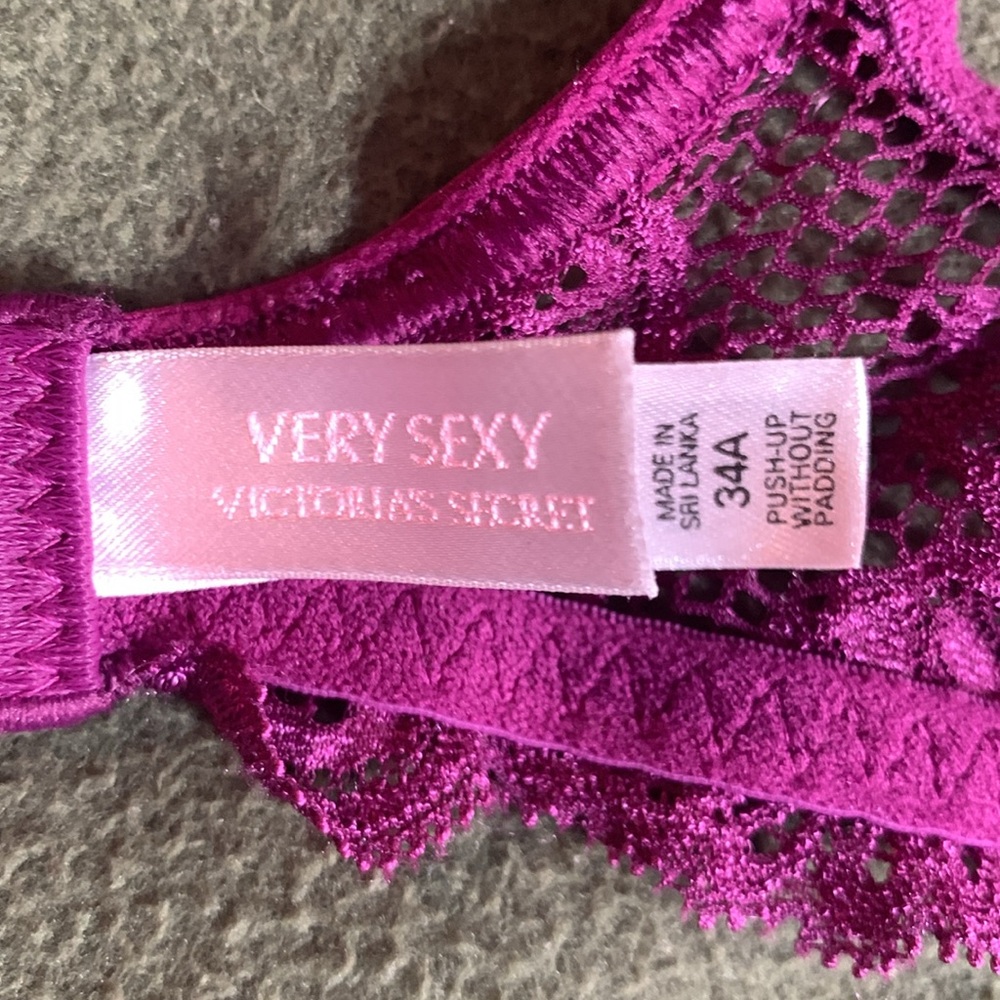 VERY SEXY
VICTORIA'S SECRET
MADE IN
SRI LANKA
34A
PUSH-UP
WITHOUT
PADDING